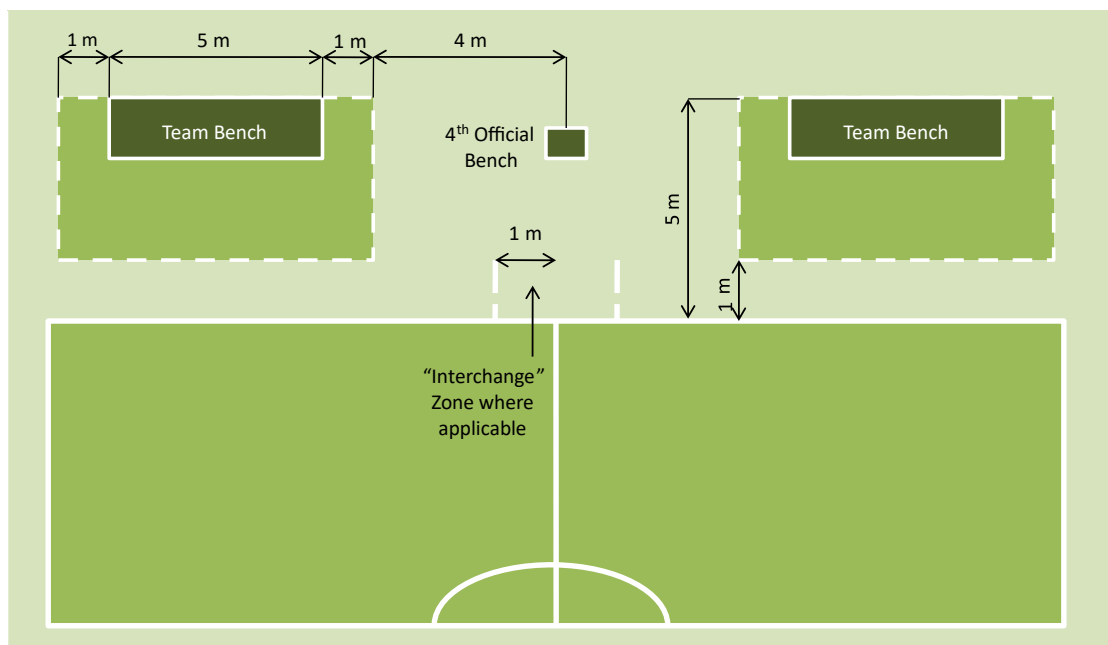 1 m
5 m
1 m
4 m
Team Bench
4th Official
Bench
Team Bench
5 m
1 m
1 m
“Interchange”
Zone where
applicable